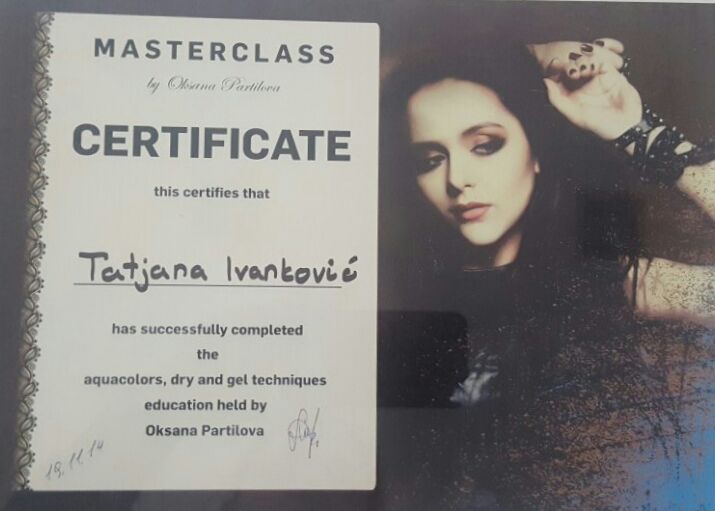 MASTERCLASS
by Oksana Partilova
CERTIFICATE
this certifies that
Tatjana Ivanković
has successfully completed
the
aquacolors, dry and gel techniques
education held by
Oksana Partilova
19.11.14